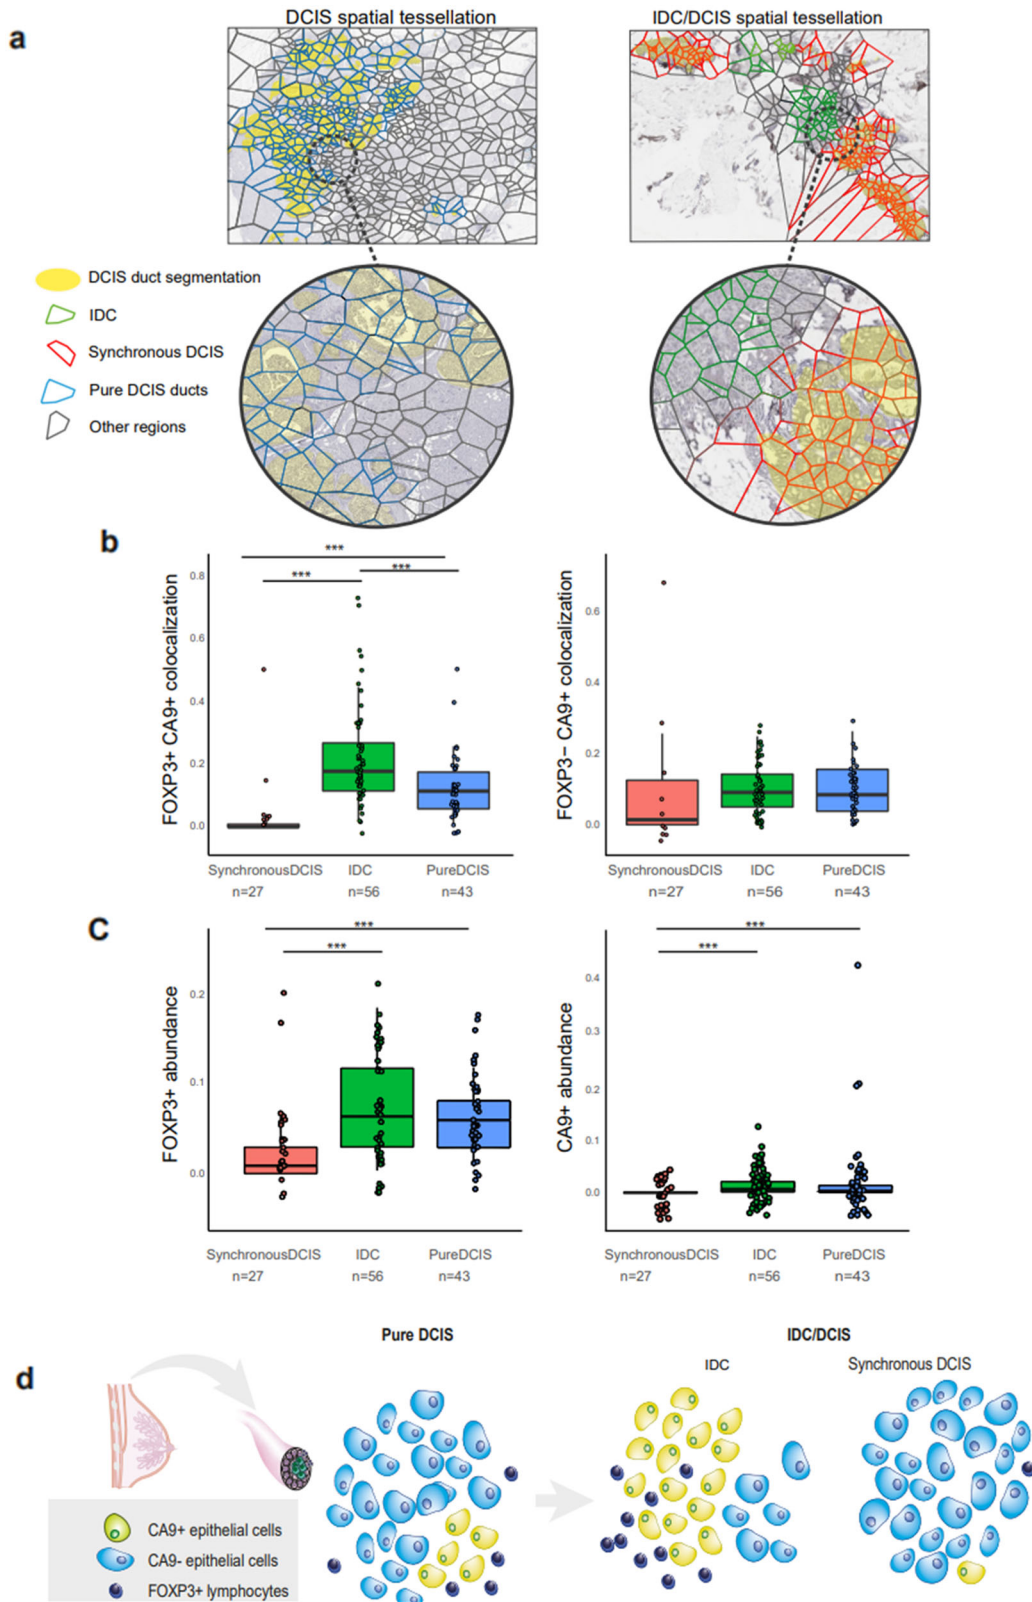 a
DCIS spatial tessellation
IDC/DCIS spatial tessellation
DCIS duct segmentation
IDC
Synchronous DCIS
Pure DCIS ducts
Other regions
b
FOXP3+ CA9+ colocalization
0.8
0.6
0.4
0.2
0.0
***
***
***
SynchronousDCIS IDC PureDCIS
n=27 n=56 n=43
FOXP3− CA9+ colocalization
0.6
0.4
0.2
0.0
SynchronousDCIS IDC PureDCIS
n=27 n=56 n=43
C
FOXP3+ abundance
0.2
0.1
0.0
***
***
SynchronousDCIS IDC PureDCIS
n=27 n=56 n=43
CA9+ abundance
0.4
0.3
0.2
0.1
0.0
***
***
SynchronousDCIS IDC PureDCIS
n=27 n=56 n=43
d
Pure DCIS
IDC/DCIS
IDC
Synchronous DCIS
CA9+ epithelial cells
CA9- epithelial cells
FOXP3+ lymphocytes